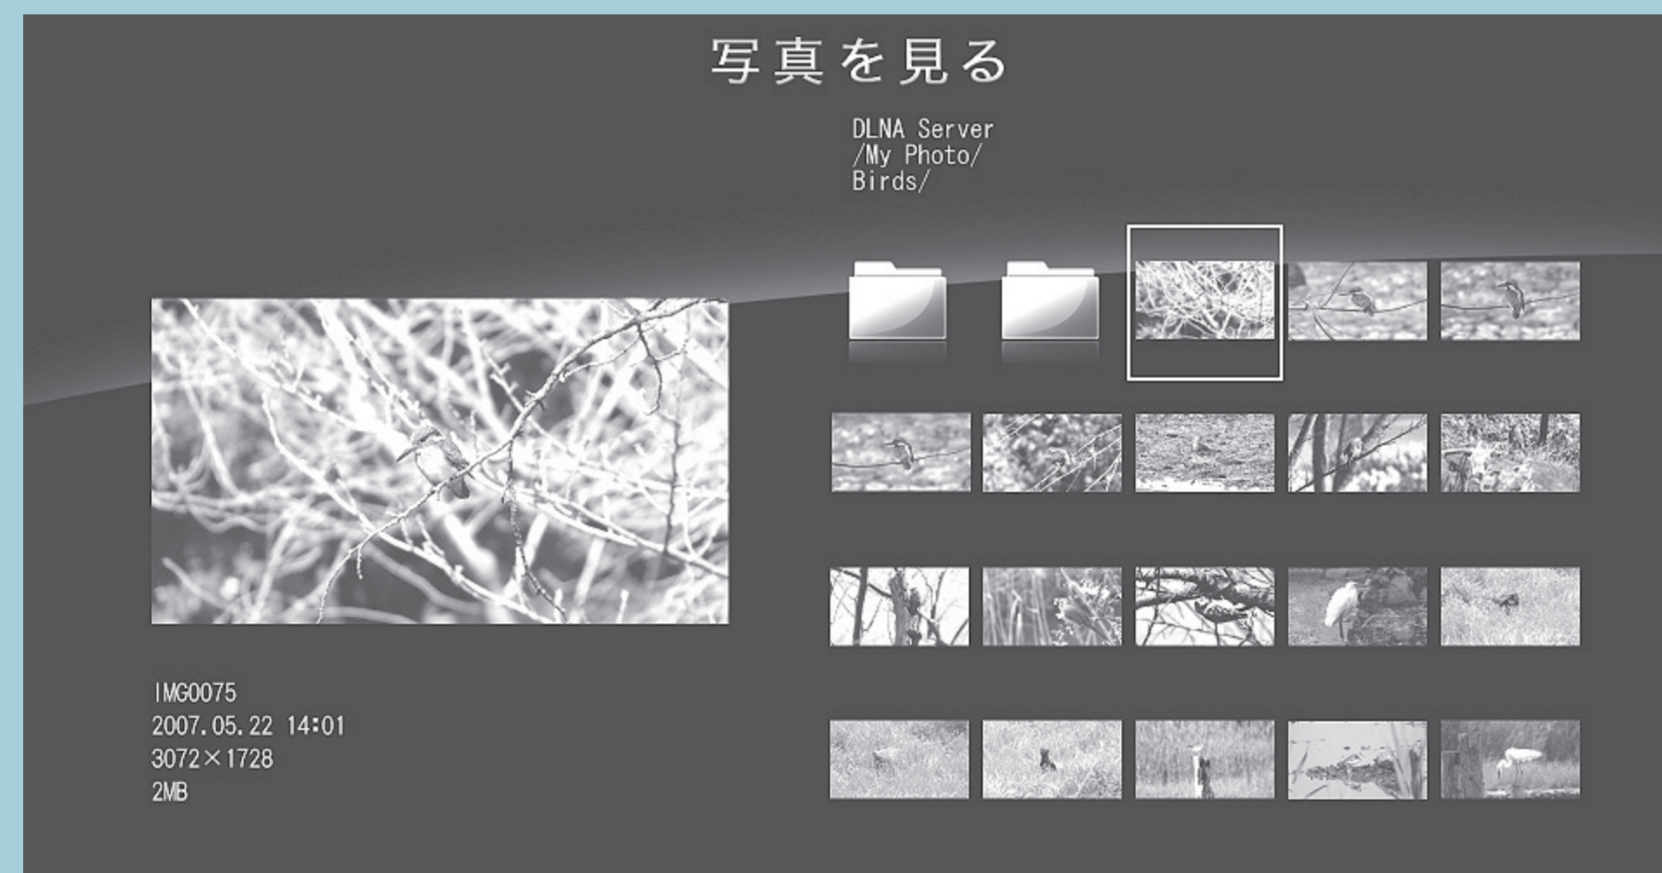 写真を見る
DLNA Server
/My Photo/
Birds/
IMG0075
2007.05.22 14:01
3072×1728
2MB